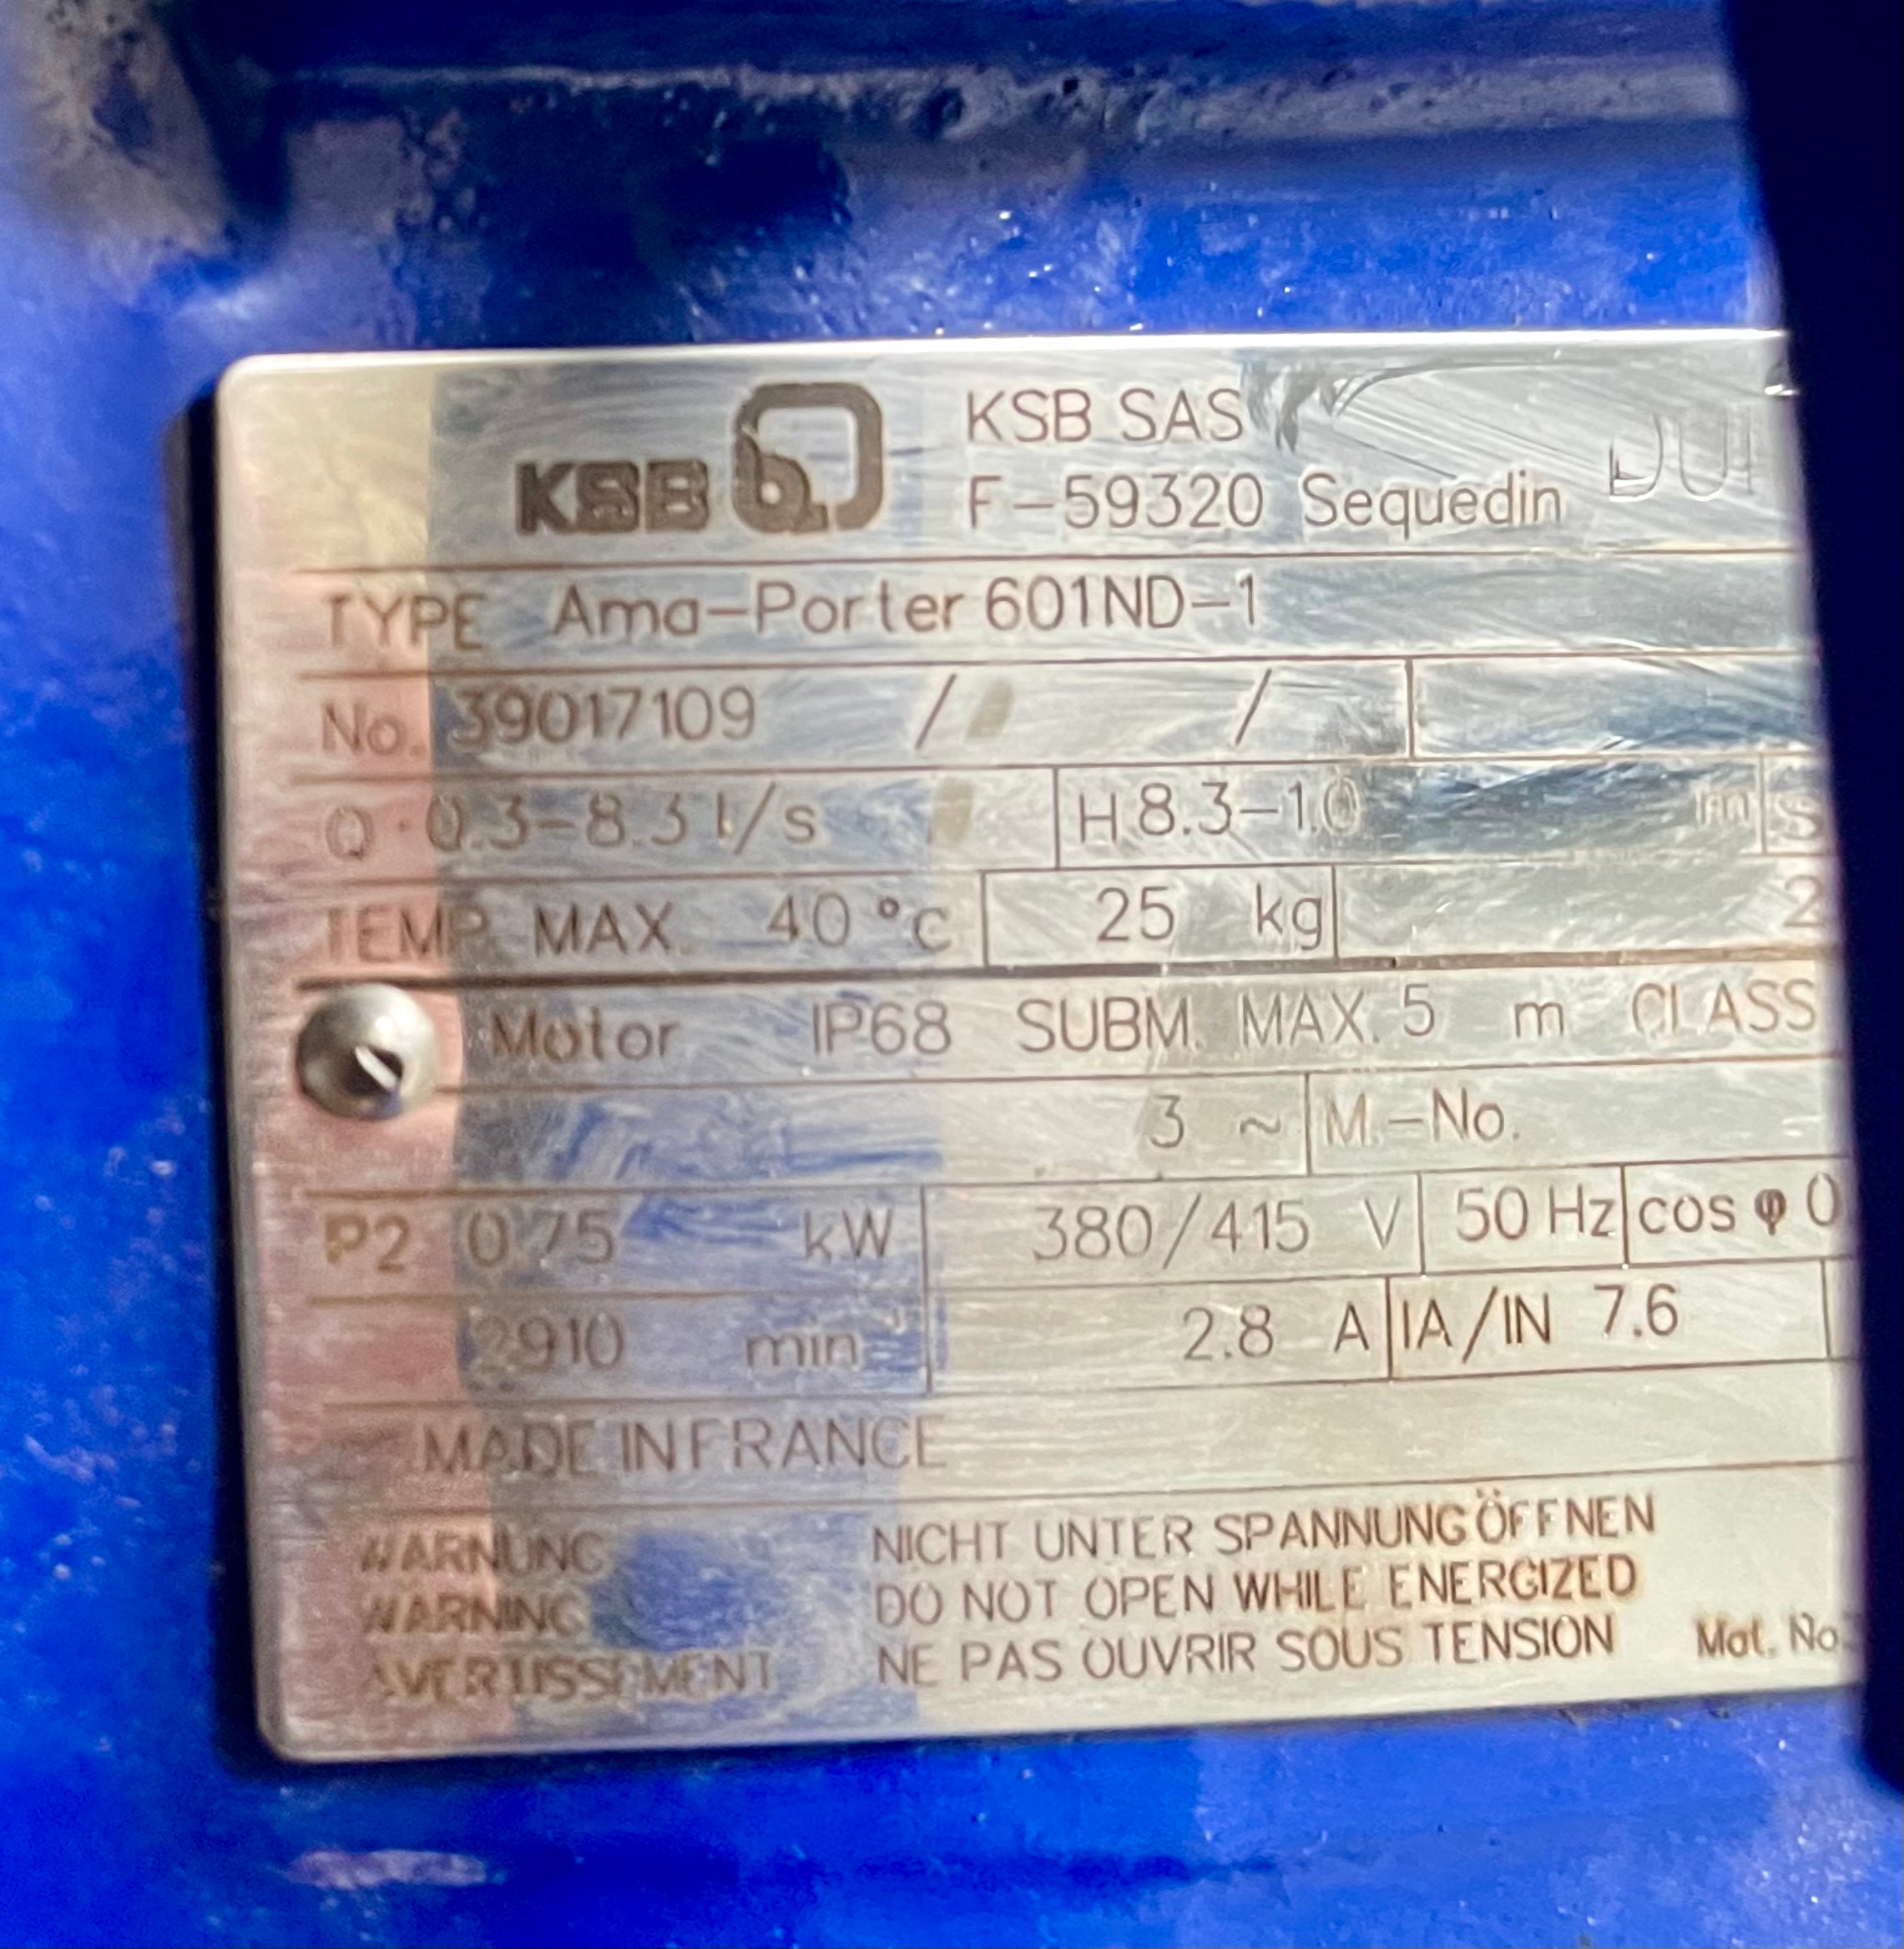 KSB KSB SAS
F-59320 Sequedin
TYPE Ama-Porter 601ND-1
No. 39017109 / /
Q 0.3-8.3 l/s H 8.3-1.0 m S
TEMP. MAX. 40 °C 25 kg 2
Motor IP68 SUBM. MAX. 5 m CLASS
3 ~ M.-No.
P2 0.75 kW 380/415 V 50 Hz cos φ 0
2910 min⁻¹ 2.8 A IA/IN 7.6
MADE IN FRANCE
WARNUNG NICHT UNTER SPANNUNG ÖFFNEN
WARNING DO NOT OPEN WHILE ENERGIZED
AVERTISSEMENT NE PAS OUVRIR SOUS TENSION Mat. No